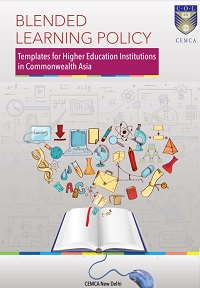 BLENDED
LEARNING POLICY
C O L
CEMCA
Templates for Higher Education Institutions
in Commonwealth Asia
CEMCA New Delhi